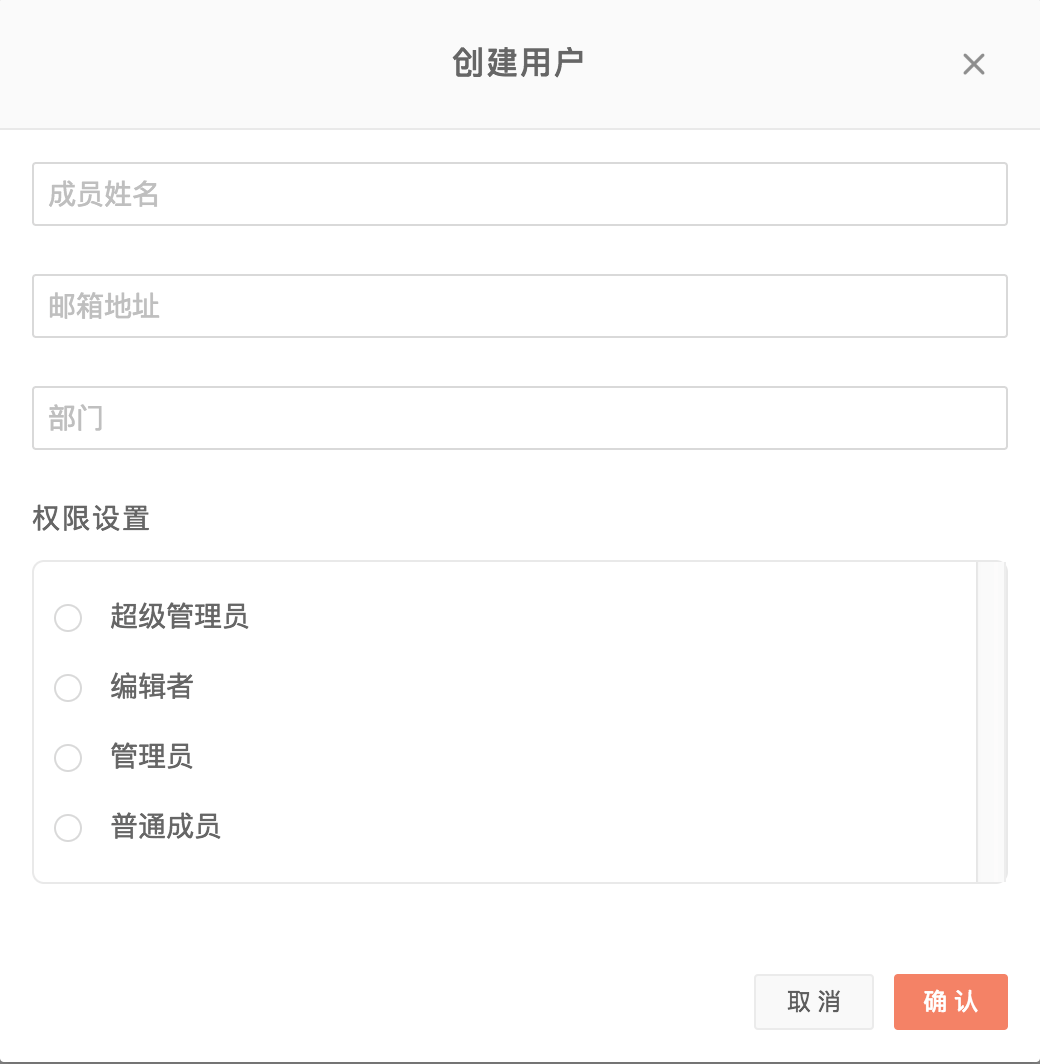 创建用户
成员姓名
邮箱地址
部门
权限设置
超级管理员
编辑者
管理员
普通成员
取消
确认